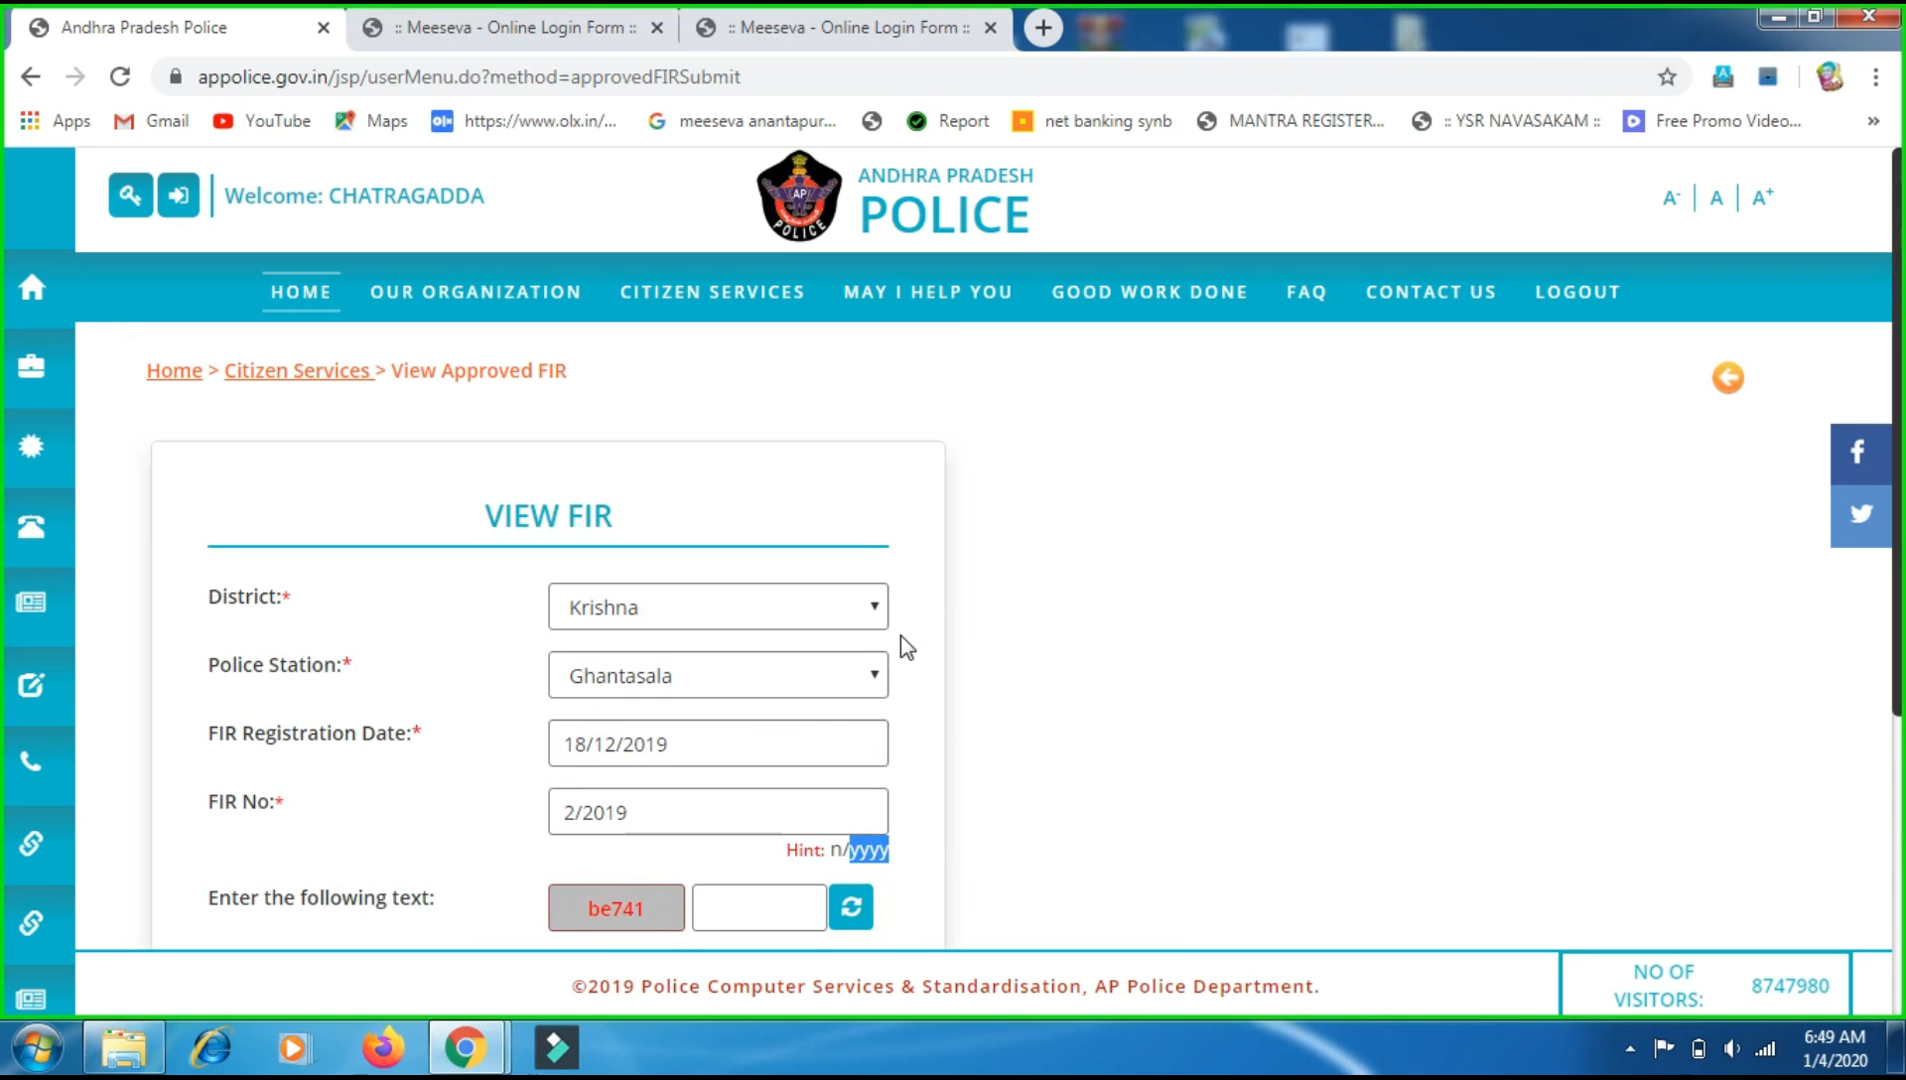 Andhra Pradesh Police
:: Meeseva - Online Login Form ::
:: Meeseva - Online Login Form ::
appolice.gov.in/jsp/userMenu.do?method=approvedFIRSubmit
Apps
Gmail
YouTube
Maps
olx
https://www.olx.in/...
meeseva anantapur...
Report
net banking synb
MANTRA REGISTER...
:: YSR NAVASAKAM ::
Free Promo Video...
»
Welcome: CHATRAGADDA
AP
POLICE
ANDHRA PRADESH
POLICE
A- | A | A+
HOME
OUR ORGANIZATION
CITIZEN SERVICES
MAY I HELP YOU
GOOD WORK DONE
FAQ
CONTACT US
LOGOUT
Home > Citizen Services > View Approved FIR
VIEW FIR
District:*
Krishna
Police Station:*
Ghantasala
FIR Registration Date:*
18/12/2019
FIR No:*
2/2019
Hint: n/yyyy
Enter the following text:
be741
©2019 Police Computer Services & Standardisation, AP Police Department.
NO OF
VISITORS:
8747980
6:49 AM
1/4/2020